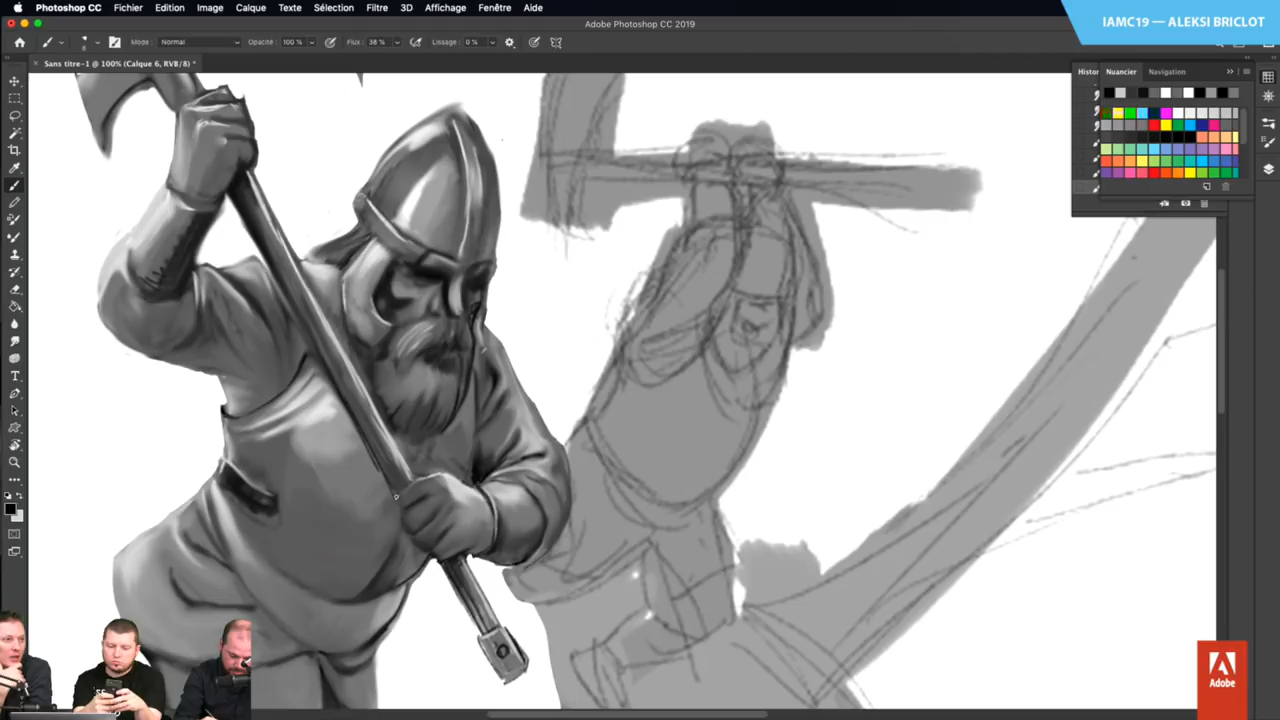 Photoshop CC Fichier Edition Image Calque Texte Sélection Filtre 3D Affichage Fenêtre Aide
Adobe Photoshop CC 2019
IAMC19 — ALEKSI BRICLOT
Mode : Normal Opacité : 100 % Flux : 38 % Lissage : 0 %
Sans titre-1 @ 100% (Calque 6, RVB/8) *
Histor Nuancier Navigation
Adobe